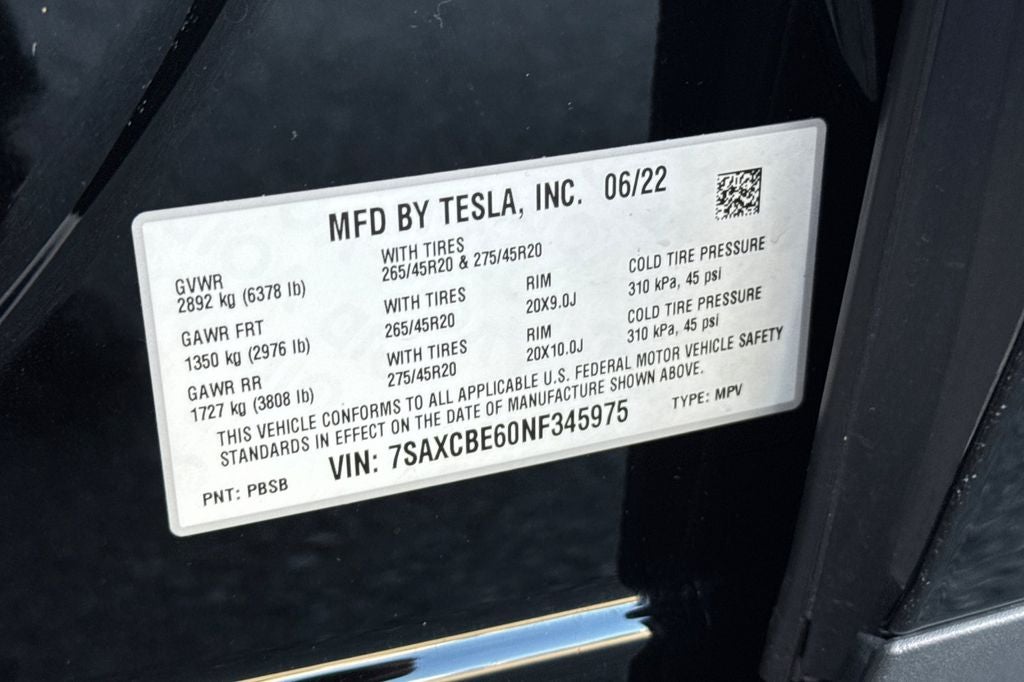 MFD BY TESLA, INC. 06/22
GVWR
2892 kg (6378 lb)
WITH TIRES
265/45R20 & 275/45R20
GAWR FRT
1350 kg (2976 lb)
WITH TIRES
265/45R20
RIM
20X9.0J
COLD TIRE PRESSURE
310 kPa, 45 psi
GAWR RR
1727 kg (3808 lb)
WITH TIRES
275/45R20
RIM
20X10.0J
COLD TIRE PRESSURE
310 kPa, 45 psi
THIS VEHICLE CONFORMS TO ALL APPLICABLE U.S. FEDERAL MOTOR VEHICLE SAFETY
STANDARDS IN EFFECT ON THE DATE OF MANUFACTURE SHOWN ABOVE.
VIN: 7SAXCBE60NF345975
TYPE: MPV
PNT: PBSB